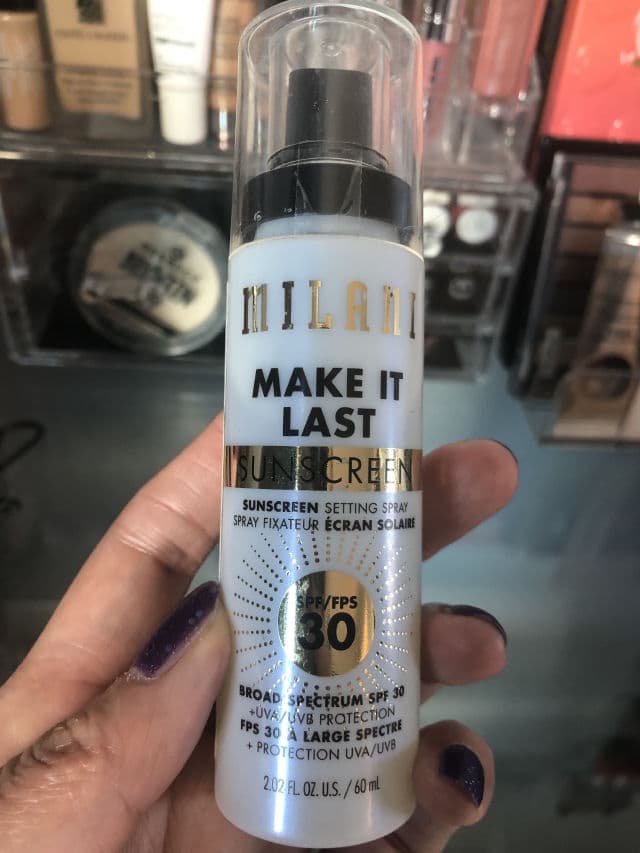 MILANI
MAKE IT
LAST
SUNSCREEN
SUNSCREEN SETTING SPRAY
SPRAY FIXATEUR ÉCRAN SOLAIRE
SPF/FPS
30
BROAD SPECTRUM SPF 30
+UVA/UVB PROTECTION
FPS 30 À LARGE SPECTRE
+ PROTECTION UVA/UVB
2.02 FL. OZ. U.S. / 60 mL